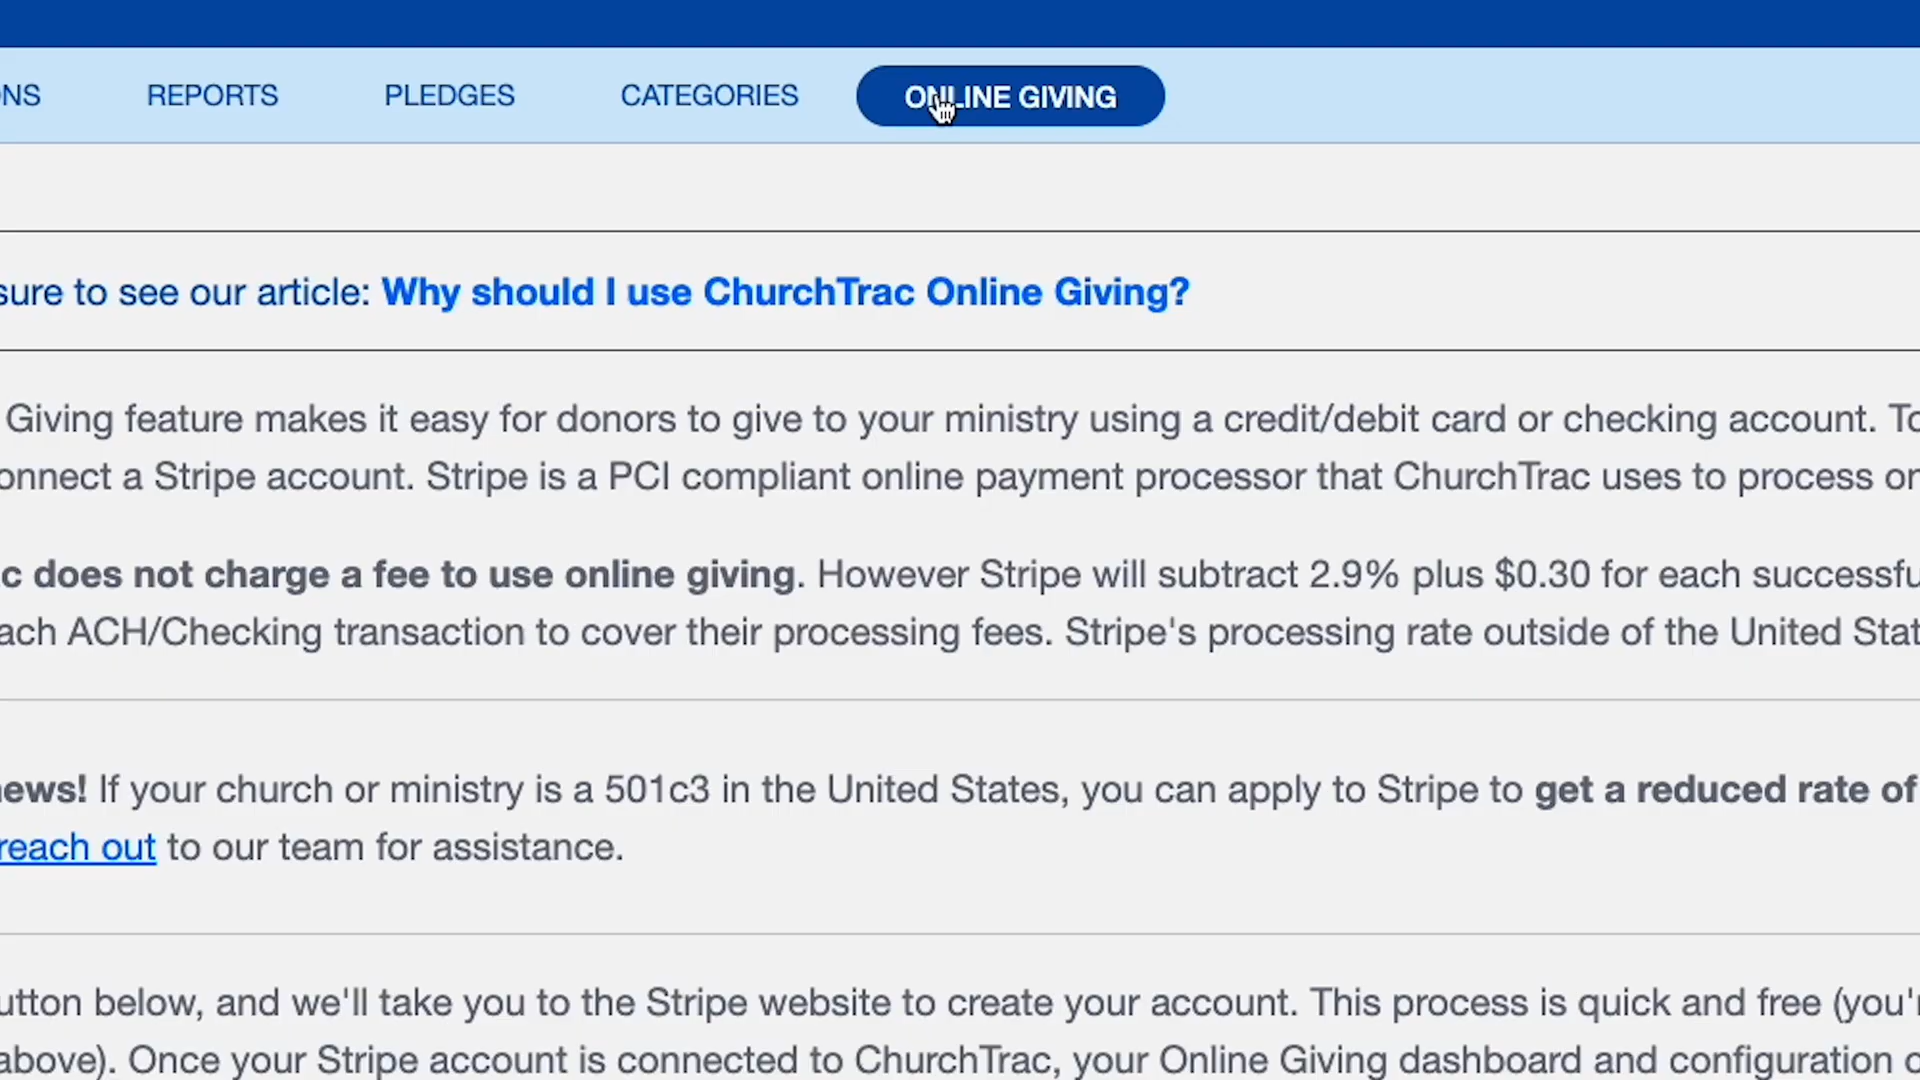 NS
REPORTS
PLEDGES
CATEGORIES
ONLINE GIVING
sure to see our article: Why should I use ChurchTrac Online Giving?
Giving feature makes it easy for donors to give to your ministry using a credit/debit card or checking account. To
onnect a Stripe account. Stripe is a PCI compliant online payment processor that ChurchTrac uses to process on
c does not charge a fee to use online giving. However Stripe will subtract 2.9% plus $0.30 for each successfu
ach ACH/Checking transaction to cover their processing fees. Stripe's processing rate outside of the United Stat
news! If your church or ministry is a 501c3 in the United States, you can apply to Stripe to get a reduced rate of
reach out to our team for assistance.
utton below, and we'll take you to the Stripe website to create your account. This process is quick and free (you'r
above). Once your Stripe account is connected to ChurchTrac, your Online Giving dashboard and configuration